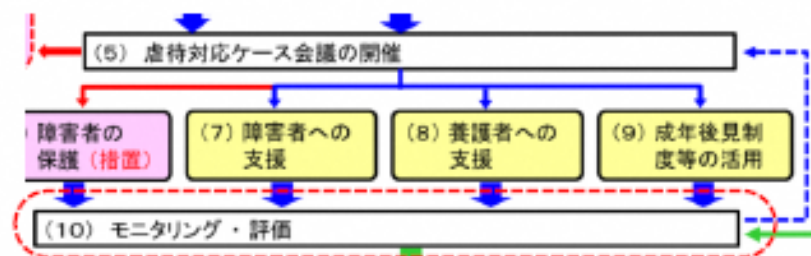 (5) 虐待対応ケース会議の開催
) 障害者の
保護(措置)
(7) 障害者への
支援
(8) 養護者への
支援
(9) 成年後見制
度等の活用
(10) モニタリング・評価